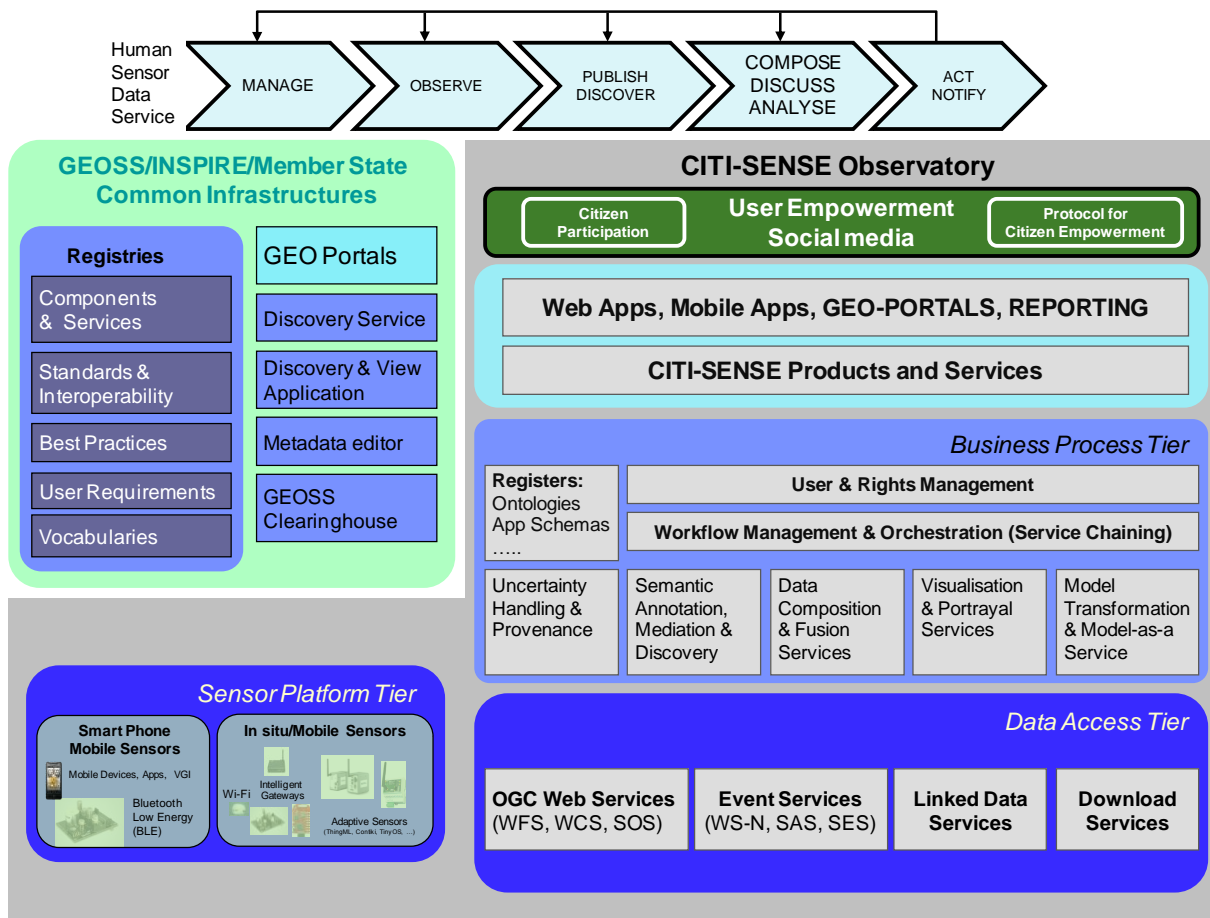 Human
Sensor
Data
Service
MANAGE
OBSERVE
PUBLISH
DISCOVER
COMPOSE
DISCUSS
ANALYSE
ACT
NOTIFY
GEOSS/INSPIRE/Member State
Common Infrastructures
Registries
Components
& Services
Standards &
Interoperability
Best Practices
User Requirements
Vocabularies
GEO Portals
Discovery Service
Discovery & View
Application
Metadata editor
GEOSS
Clearinghouse
CITI-SENSE Observatory
Citizen
Participation
User Empowerment
Social media
Protocol for
Citizen Empowerment
Web Apps, Mobile Apps, GEO-PORTALS, REPORTING
CITI-SENSE Products and Services
Business Process Tier
Registers:
Ontologies
App Schemas
.....
User & Rights Management
Workflow Management & Orchestration (Service Chaining)
Uncertainty
Handling &
Provenance
Semantic
Annotation,
Mediation &
Discovery
Data
Composition
& Fusion
Services
Visualisation
& Portrayal
Services
Model
Transformation
& Model-as-a
Service
Sensor Platform Tier
Smart Phone
Mobile Sensors
Mobile Devices, Apps, VGI
Bluetooth
Low Energy
(BLE)
In situ/Mobile Sensors
Wi-Fi
Intelligent
Gateways
Adaptive Sensors
(ThingML, Contiki, TinyOS, ...)
Data Access Tier
OGC Web Services
(WFS, WCS, SOS)
Event Services
(WS-N, SAS, SES)
Linked Data
Services
Download
Services